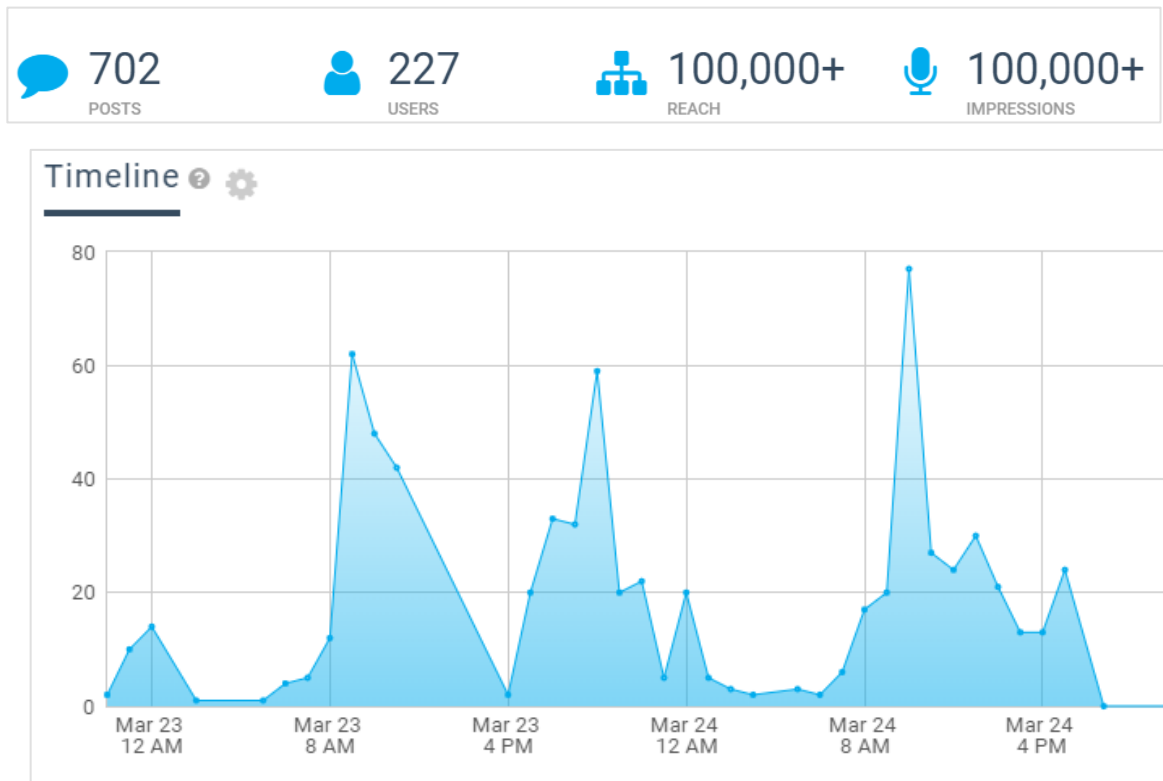 702 227 100,000+ 100,000+
POSTS USERS REACH IMPRESSIONS
Timeline ?
80
60
40
20
0
Mar 23 Mar 23 Mar 23 Mar 24 Mar 24 Mar 24
12 AM 8 AM 4 PM 12 AM 8 AM 4 PM